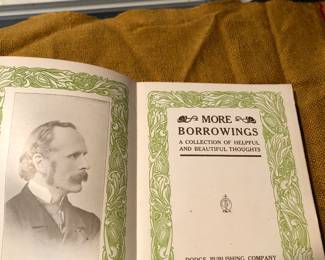 MORE
BORROWINGS
A COLLECTION OF HELPFUL
AND BEAUTIFUL THOUGHTS
DODGE PUBLISHING COMPANY